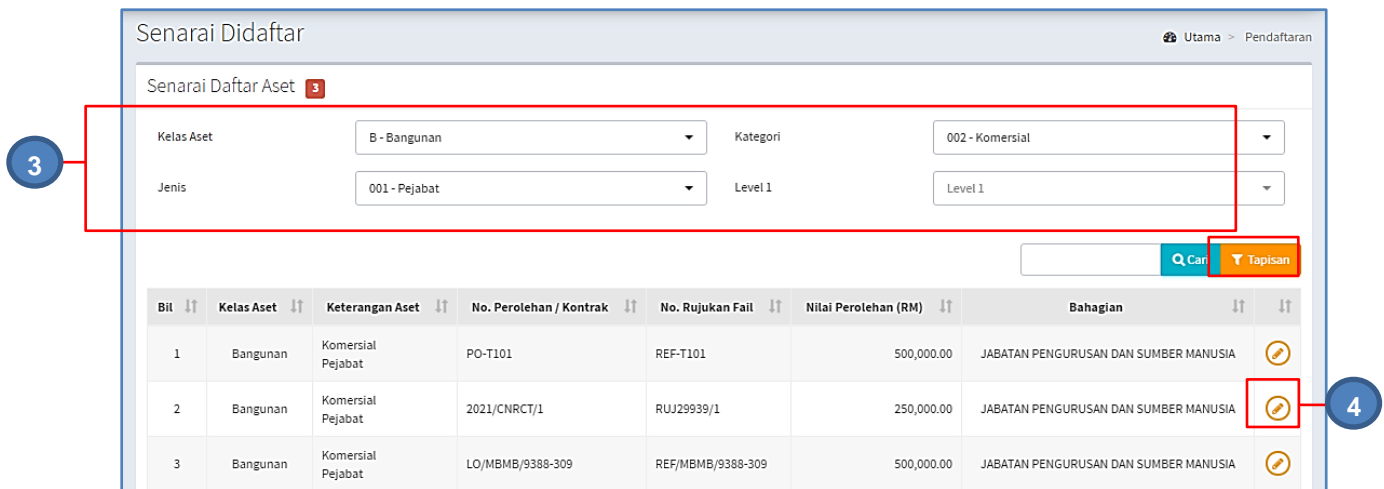 Senarai Didaftar
Utama > Pendaftaran
Senarai Daftar Aset 3
Kelas Aset B - Bangunan Kategori 002 - Komersial
3
Jenis 001 - Pejabat Level 1 Level 1
Cari Tapisan
Bil Kelas Aset Keterangan Aset No. Perolehan / Kontrak No. Rujukan Fail Nilai Perolehan (RM) Bahagian
1 Bangunan Komersial Pejabat PO-T101 REF-T101 500,000.00 JABATAN PENGURUSAN DAN SUMBER MANUSIA
2 Bangunan Komersial Pejabat 2021/CNRCT/1 RUJ29939/1 250,000.00 JABATAN PENGURUSAN DAN SUMBER MANUSIA
4
3 Bangunan Komersial Pejabat LO/MBMB/9388-309 REF/MBMB/9388-309 500,000.00 JABATAN PENGURUSAN DAN SUMBER MANUSIA